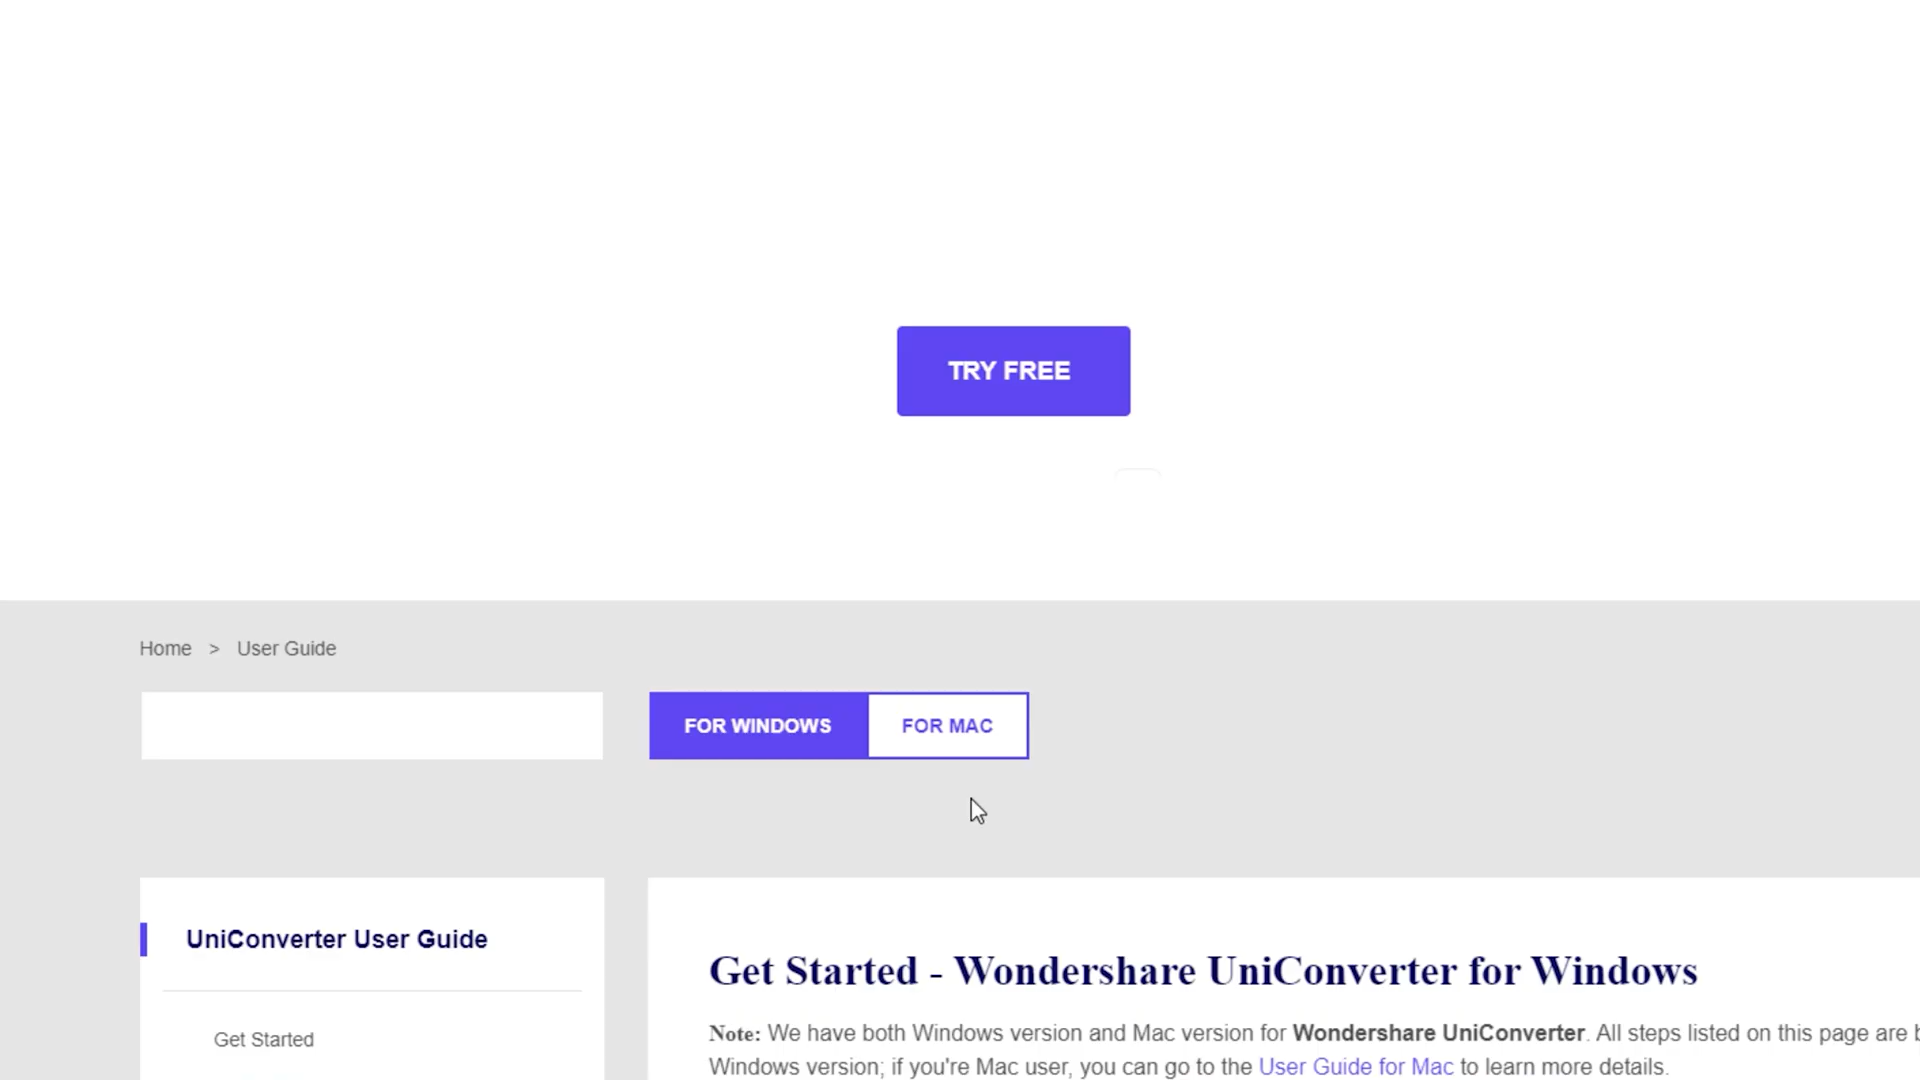 TRY FREE
Home > User Guide
FOR WINDOWS FOR MAC
UniConverter User Guide
Get Started
Get Started - Wondershare UniConverter for Windows
Note: We have both Windows version and Mac version for Wondershare UniConverter. All steps listed on this page are
Windows version; if you're Mac user, you can go to the User Guide for Mac to learn more details.